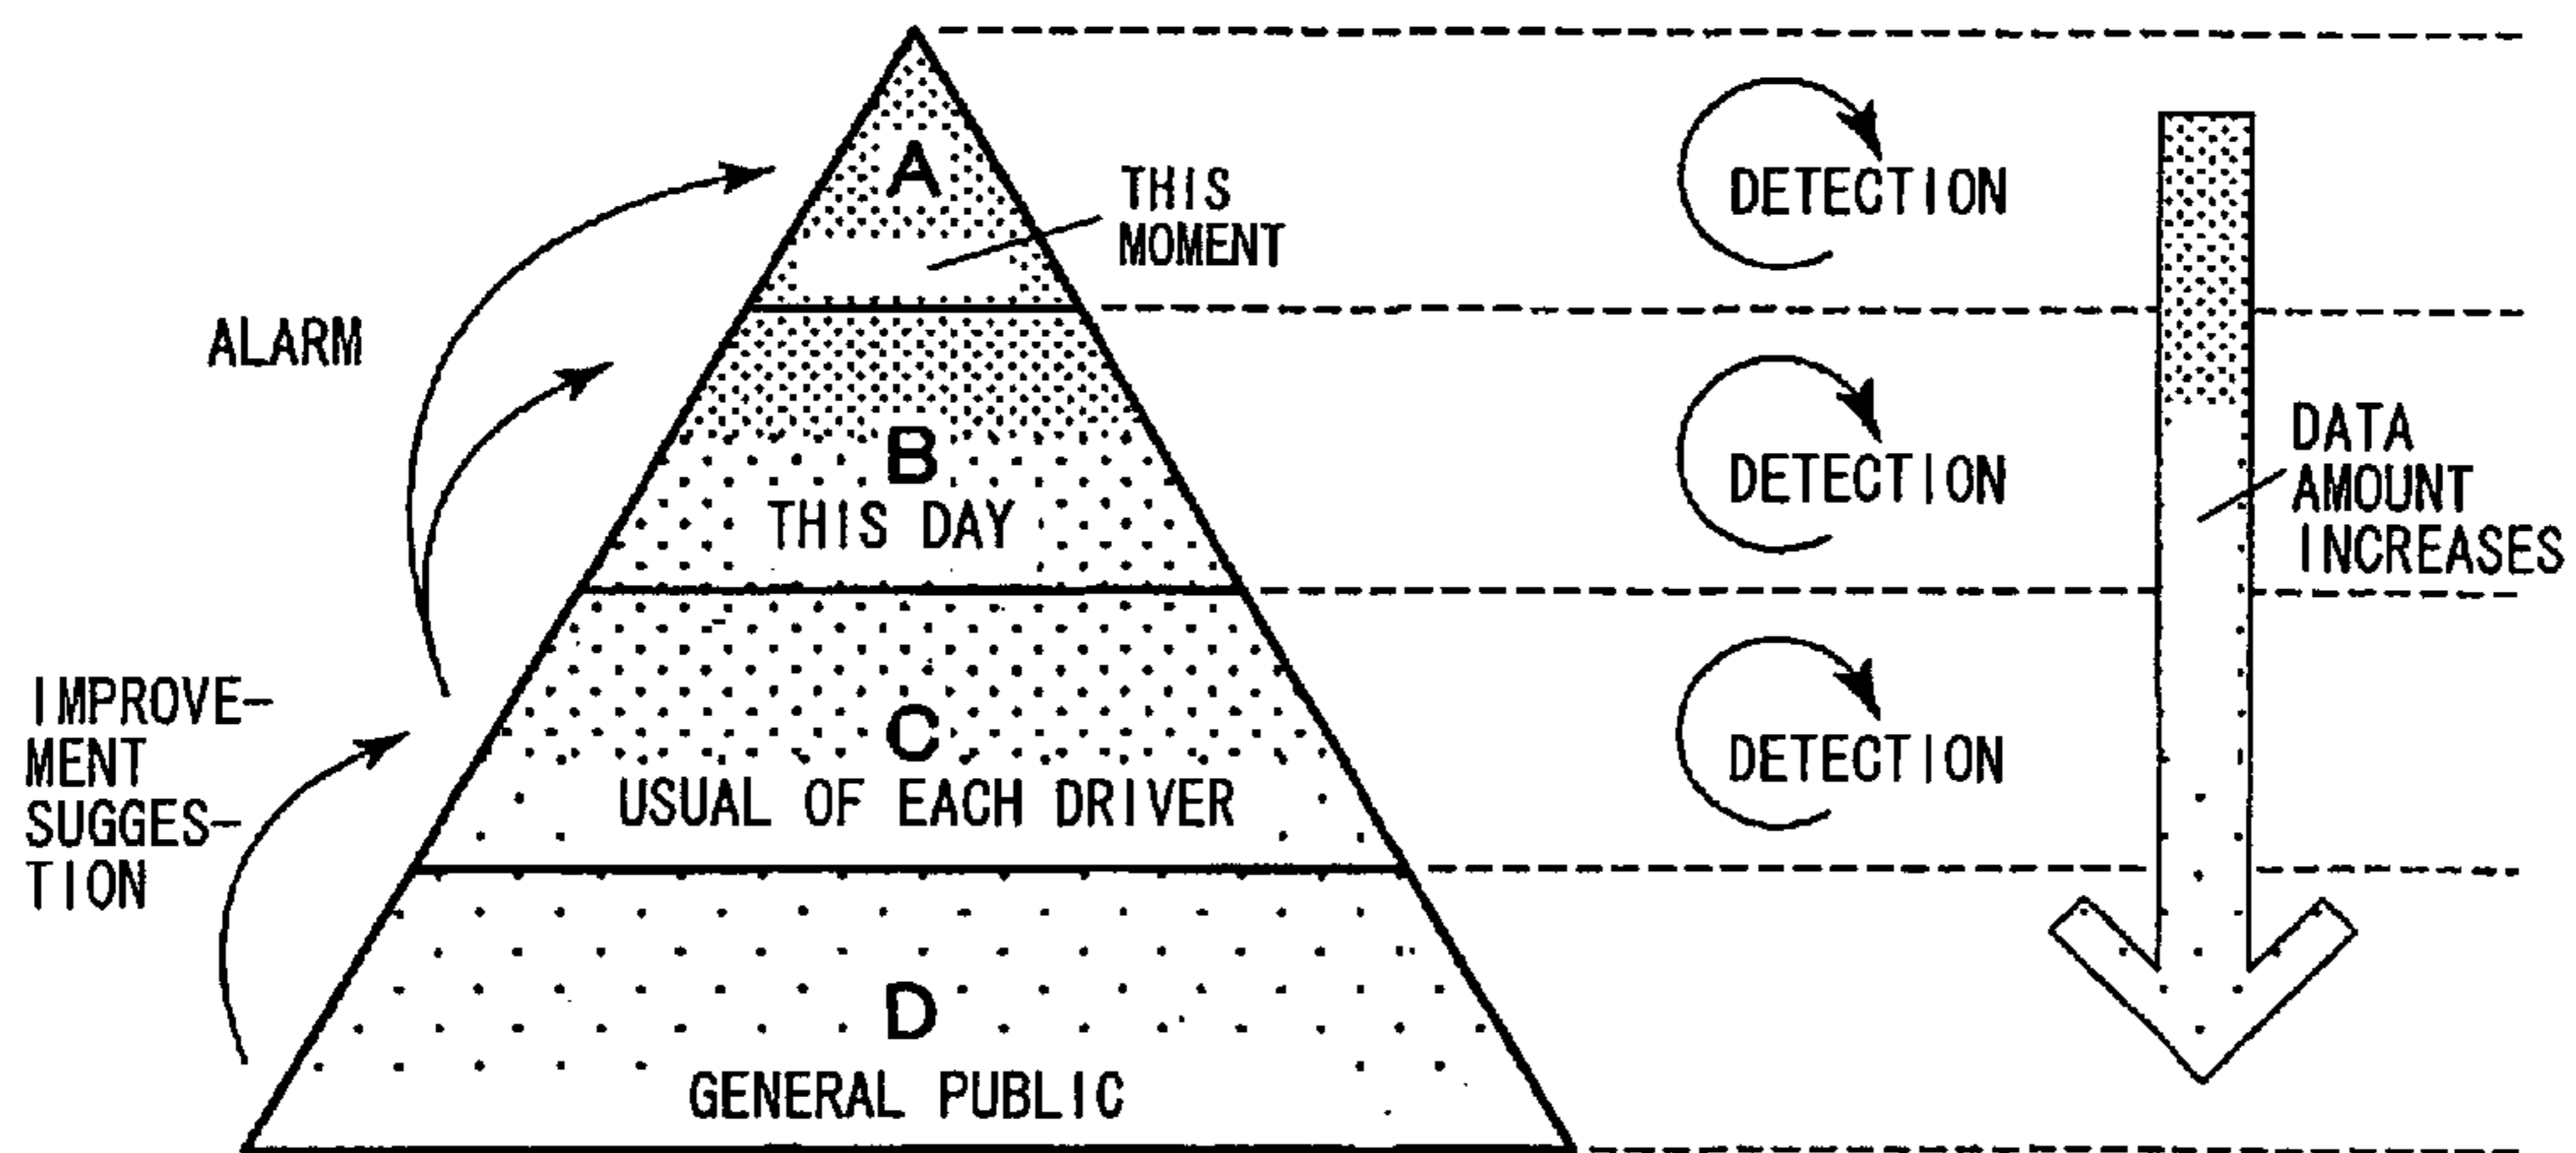 A
THIS
MOMENT
DETECTION
ALARM
B
THIS DAY
DETECTION
DATA
AMOUNT
INCREASES
IMPROVE-
MENT
SUGGES-
TION
C
USUAL OF EACH DRIVER
DETECTION
D
GENERAL PUBLIC